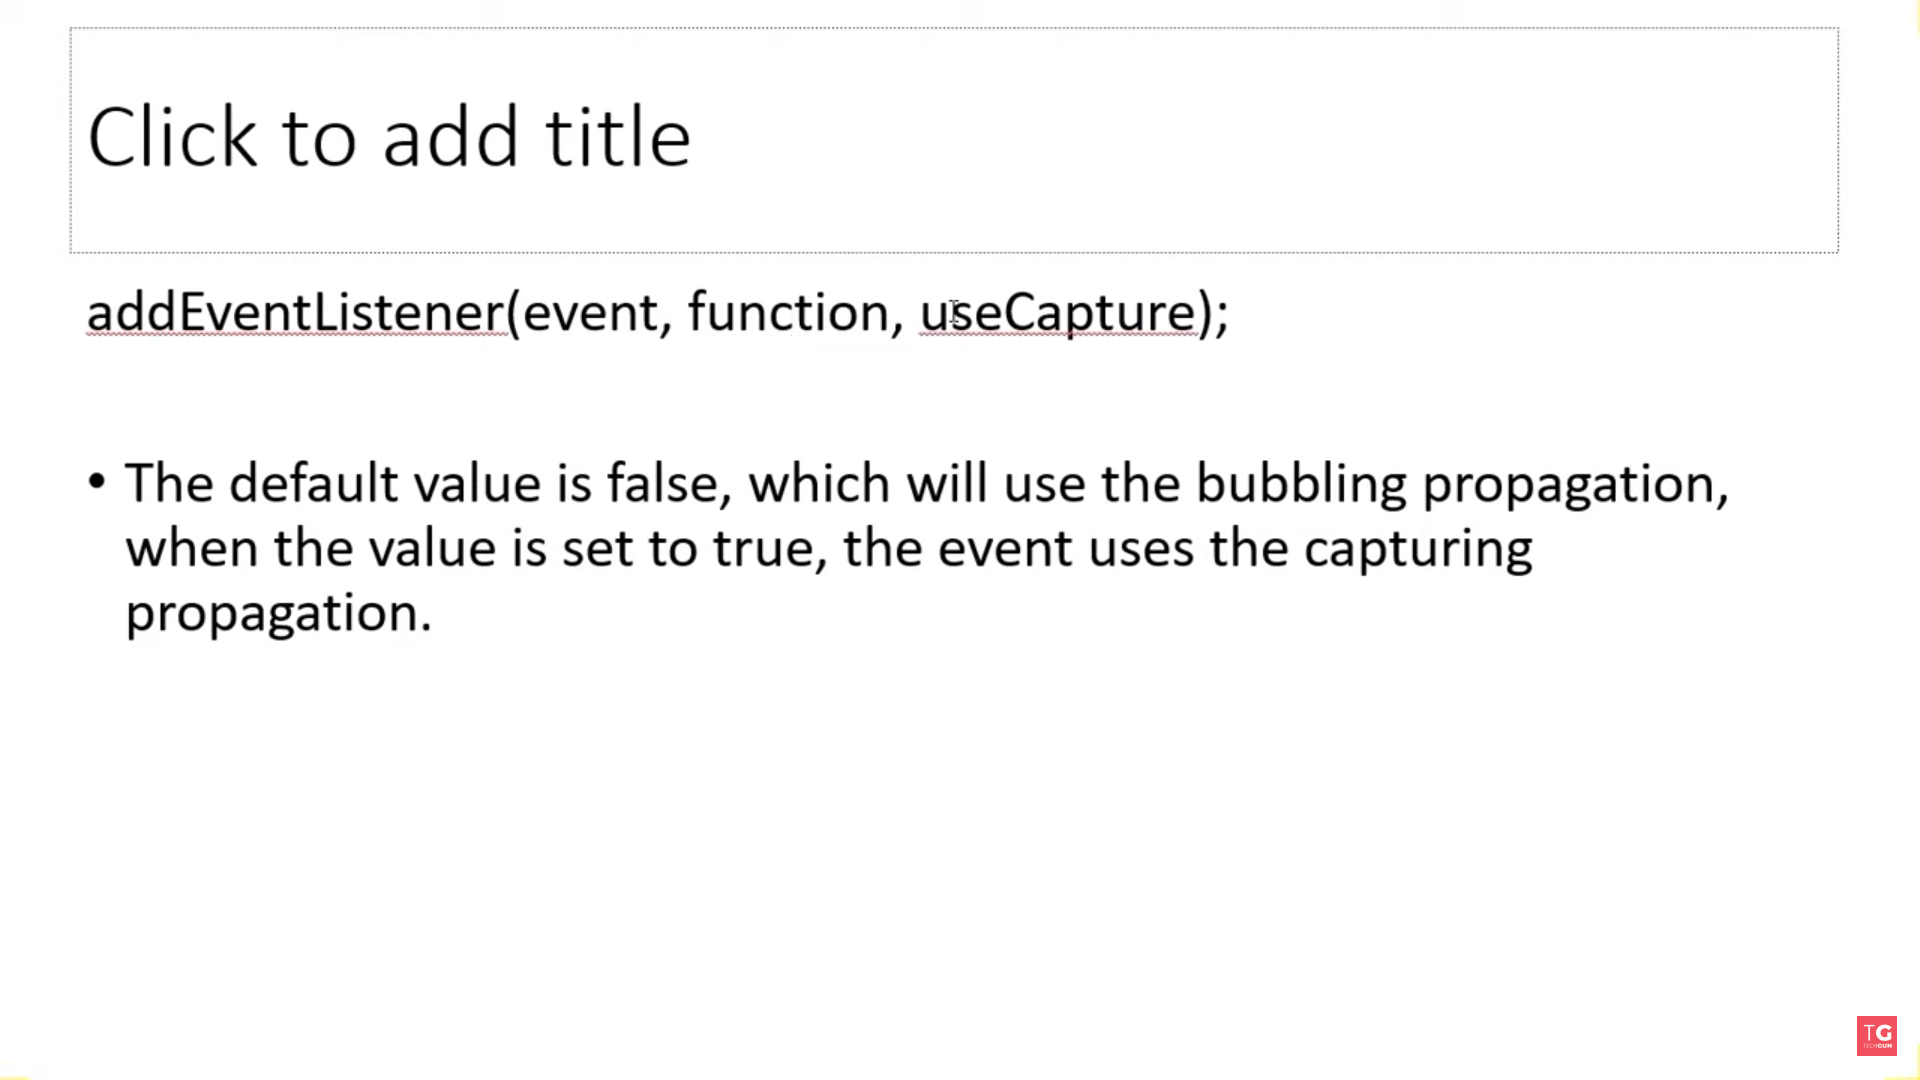 Click to add title
addEventListener(event, function, useCapture);
• The default value is false, which will use the bubbling propagation,
when the value is set to true, the event uses the capturing
propagation.
TG
TECHGUN